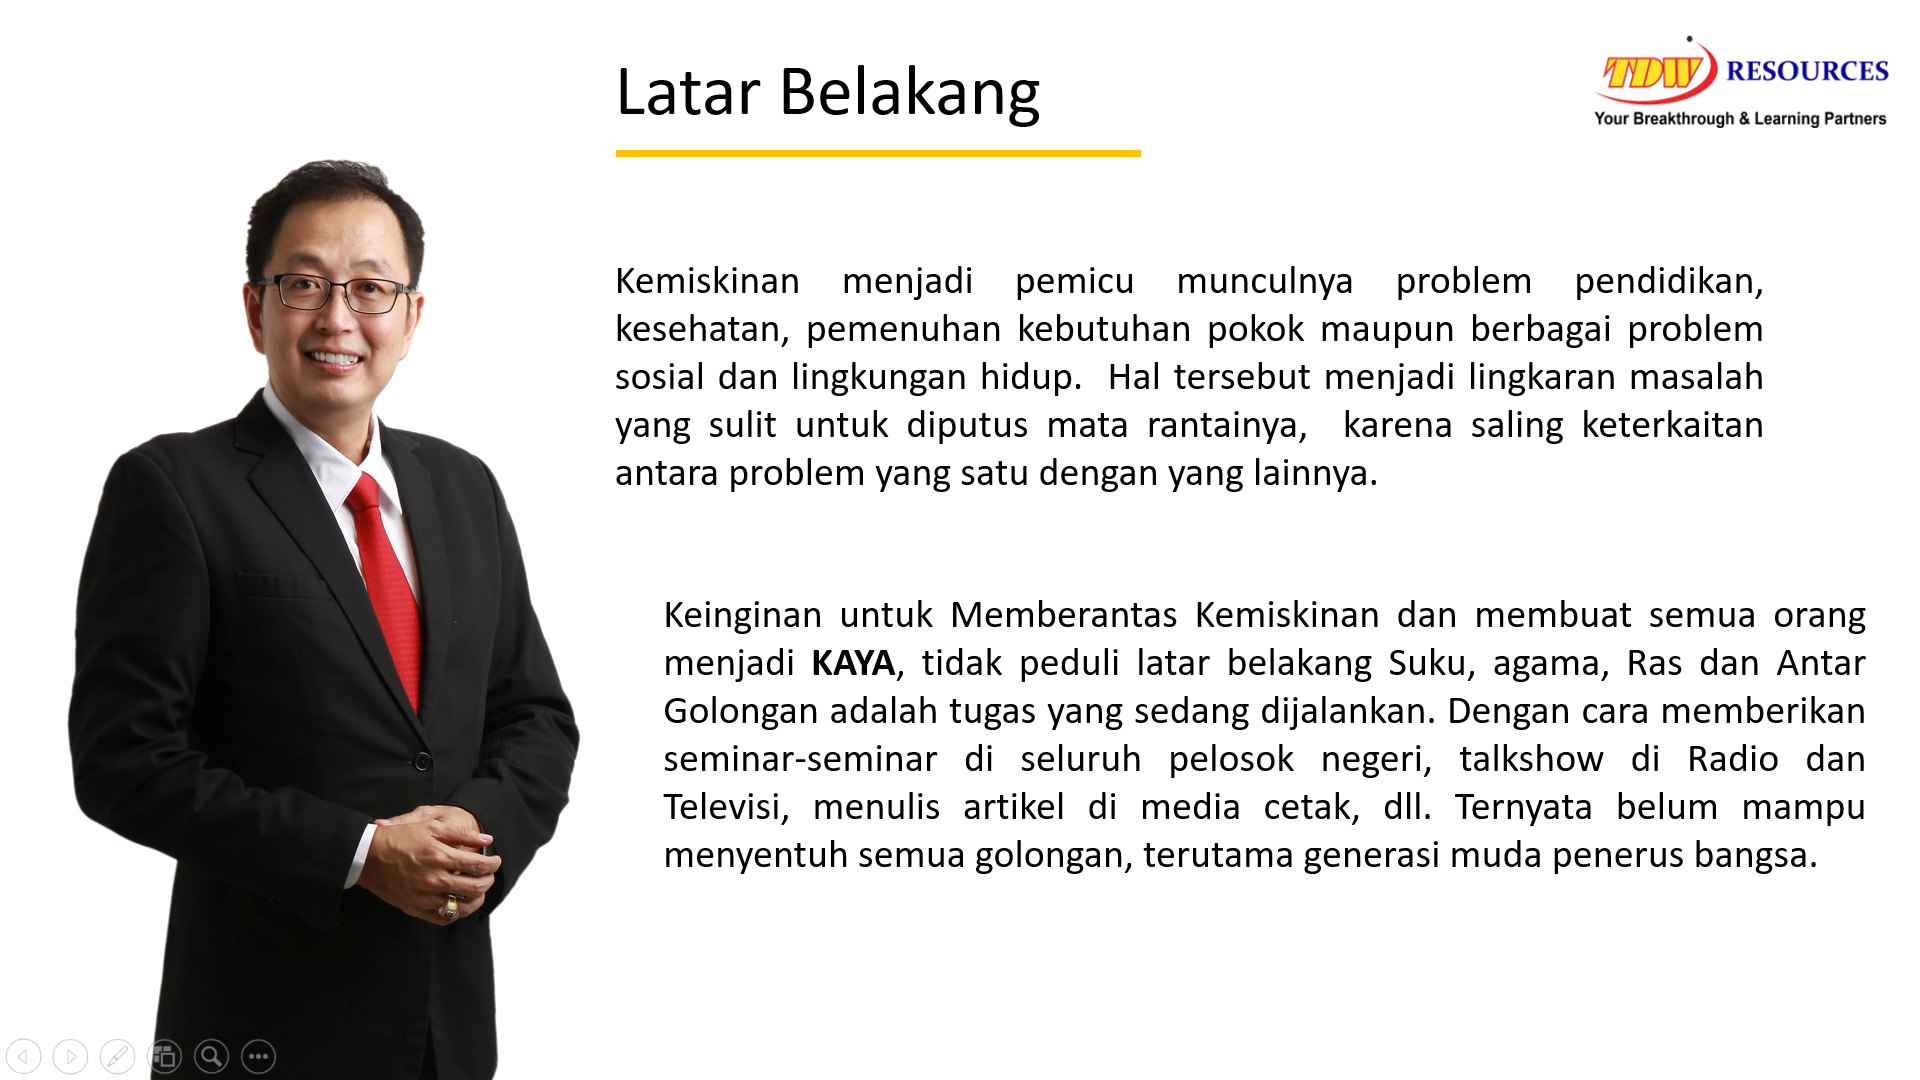 Latar Belakang
TDW RESOURCES
Your Breakthrough & Learning Partners
Kemiskinan menjadi pemicu munculnya problem pendidikan,
kesehatan, pemenuhan kebutuhan pokok maupun berbagai problem
sosial dan lingkungan hidup.  Hal tersebut menjadi lingkaran masalah
yang sulit untuk diputus mata rantainya,  karena saling keterkaitan
antara problem yang satu dengan yang lainnya.
Keinginan untuk Memberantas Kemiskinan dan membuat semua orang
menjadi KAYA, tidak peduli latar belakang Suku, agama, Ras dan Antar
Golongan adalah tugas yang sedang dijalankan. Dengan cara memberikan
seminar-seminar di seluruh pelosok negeri, talkshow di Radio dan
Televisi, menulis artikel di media cetak, dll. Ternyata belum mampu
menyentuh semua golongan, terutama generasi muda penerus bangsa.